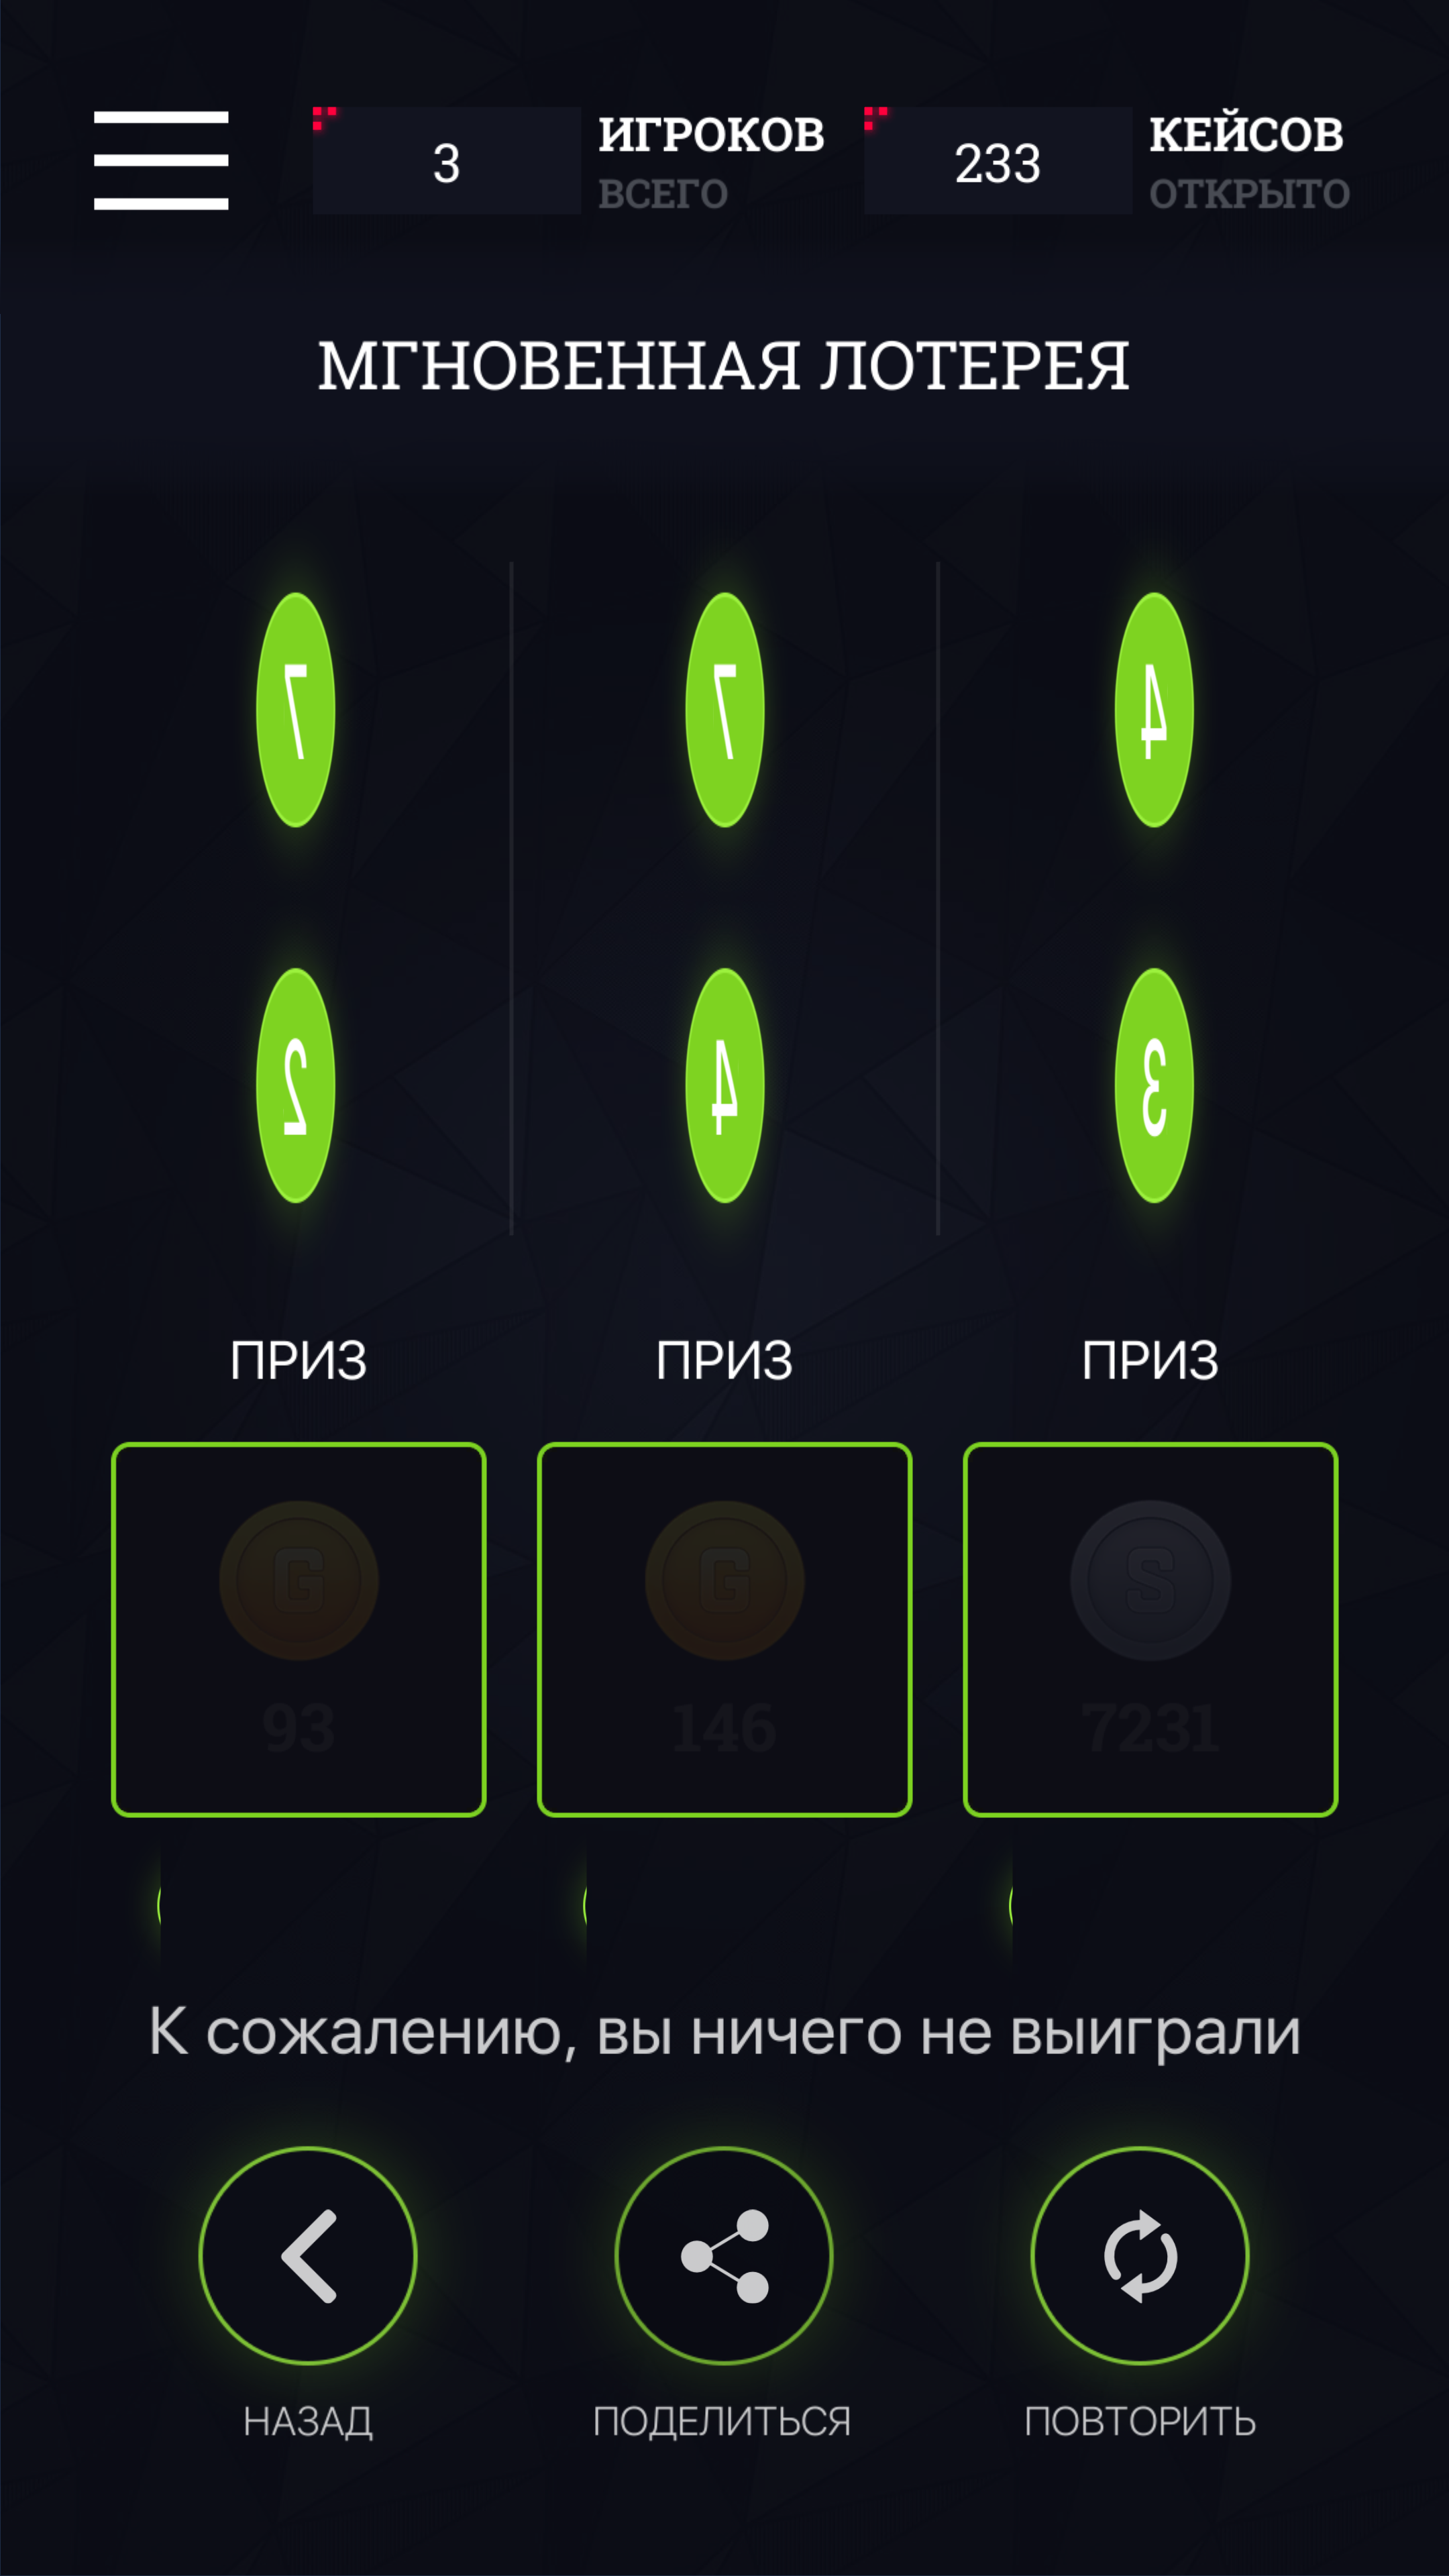 3 ИГРОКОВ ВСЕГО 233 КЕЙСОВ ОТКРЫТО
МГНОВЕННАЯ ЛОТЕРЕЯ
7 7 4
2 4 3
ПРИЗ ПРИЗ ПРИЗ
G G S
93 146 7231
К сожалению, вы ничего не выиграли
НАЗАД ПОДЕЛИТЬСЯ ПОВТОРИТЬ